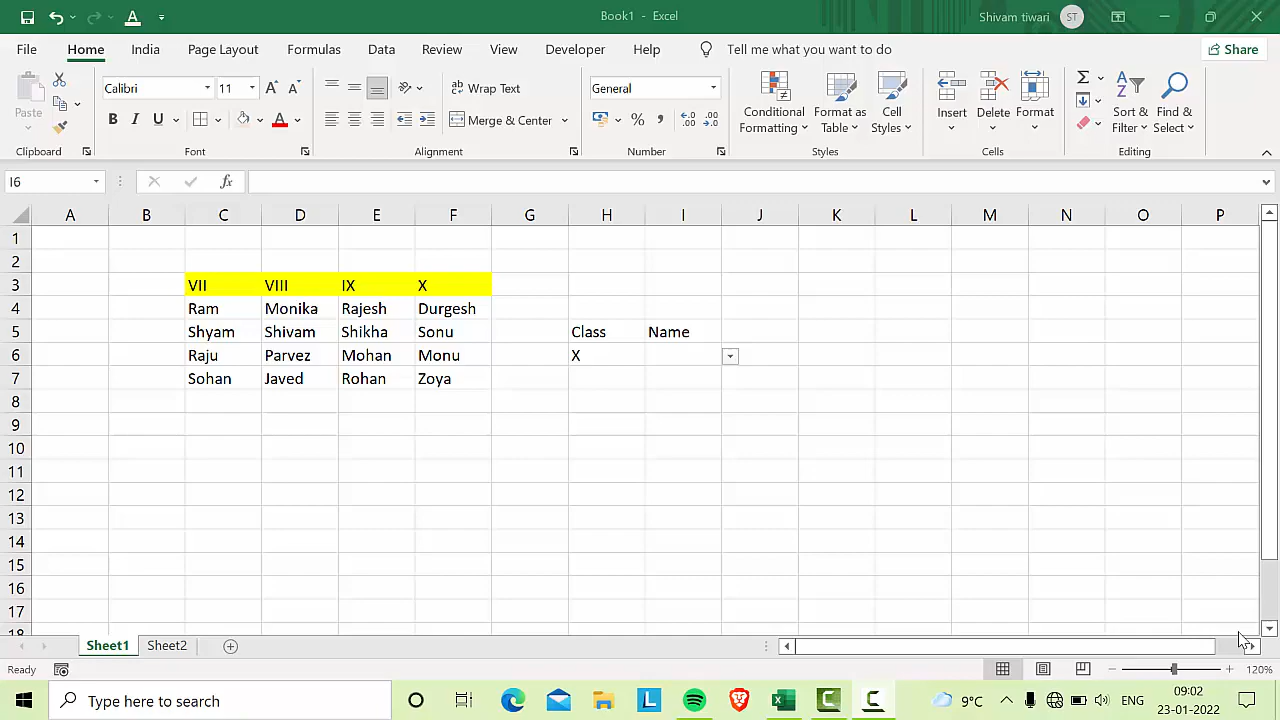 Book1 - Excel
Shivam tiwari ST
File Home India Page Layout Formulas Data Review View Developer Help Tell me what you want to do Share
Paste
Clipboard
Calibri 11
B I U
Font
Wrap Text
Merge & Center
Alignment
General
Number
Conditional Formatting
Format as Table
Cell Styles
Styles
Insert Delete Format
Cells
Sort & Filter
Find & Select
Editing
I6 fx
A B C D E F G H I J K L M N O P
1
2
3 VII VIII IX X
4 Ram Monika Rajesh Durgesh
5 Shyam Shivam Shikha Sonu Class Name
6 Raju Parvez Mohan Monu X
7 Sohan Javed Rohan Zoya
8
9
10
11
12
13
14
15
16
17
18
Sheet1 Sheet2
Ready 120%
Type here to search
9°C ENG
09:02
23-01-2022